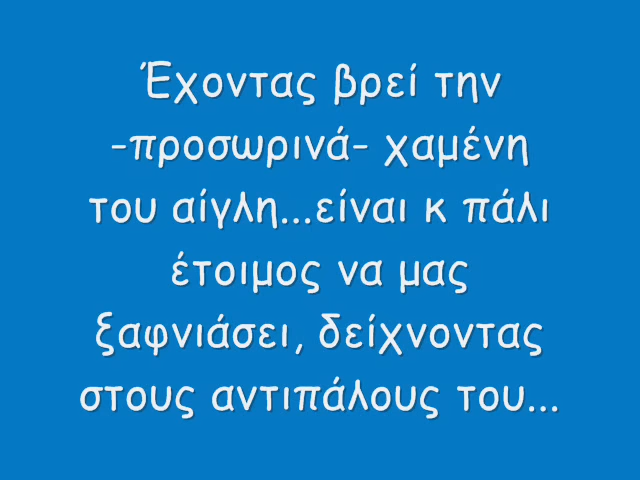 Έχοντας βρεί την
-προσωρινά- χαμένη
του αίγλη...είναι κ πάλι
έτοιμος να μας
ξαφνιάσει, δείχνοντας
στους αντιπάλους του...